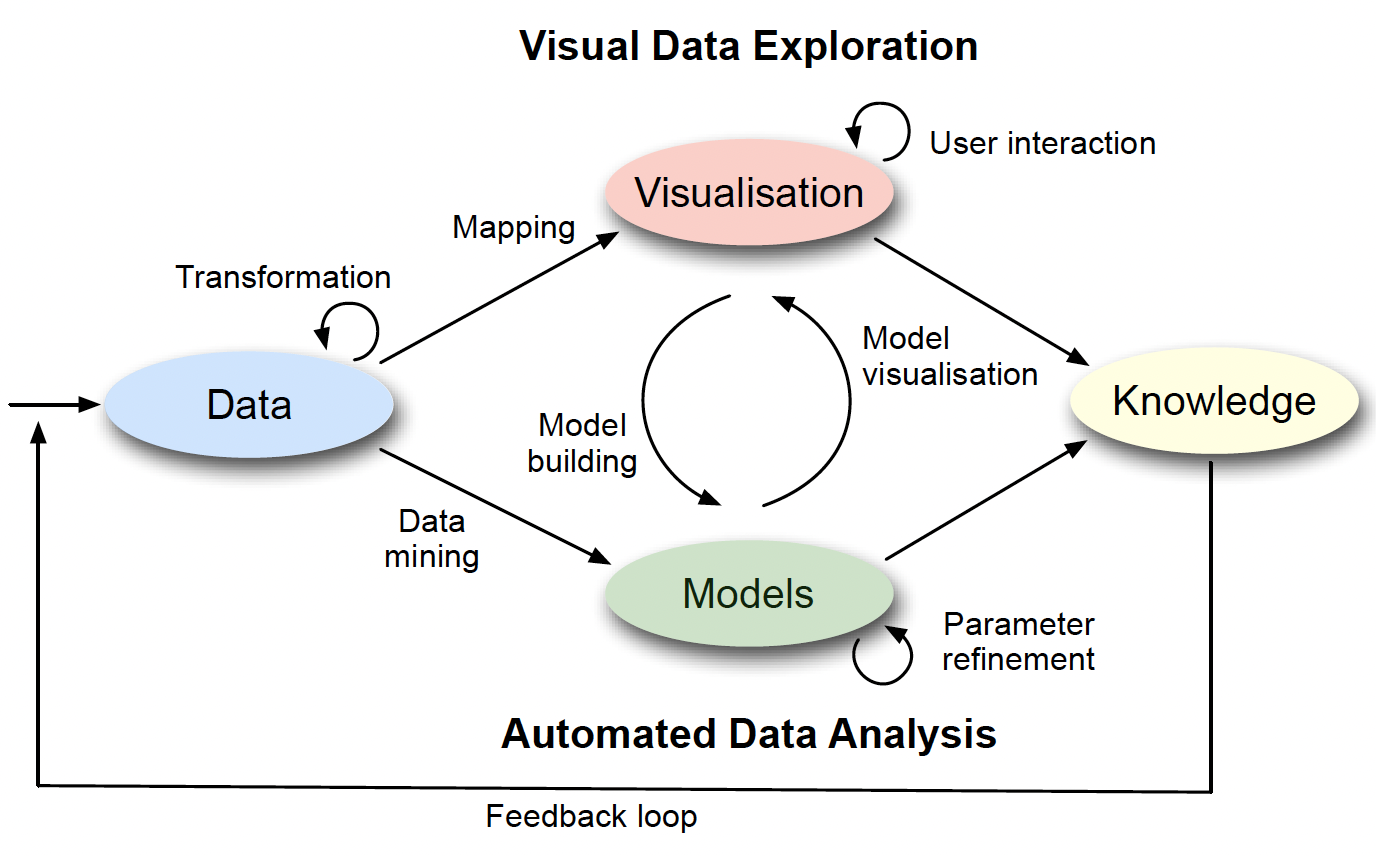 Visual Data Exploration
User interaction
Visualisation
Mapping
Transformation
Model
visualisation
Data
Knowledge
Model
building
Data
mining
Models
Parameter
refinement
Automated Data Analysis
Feedback loop